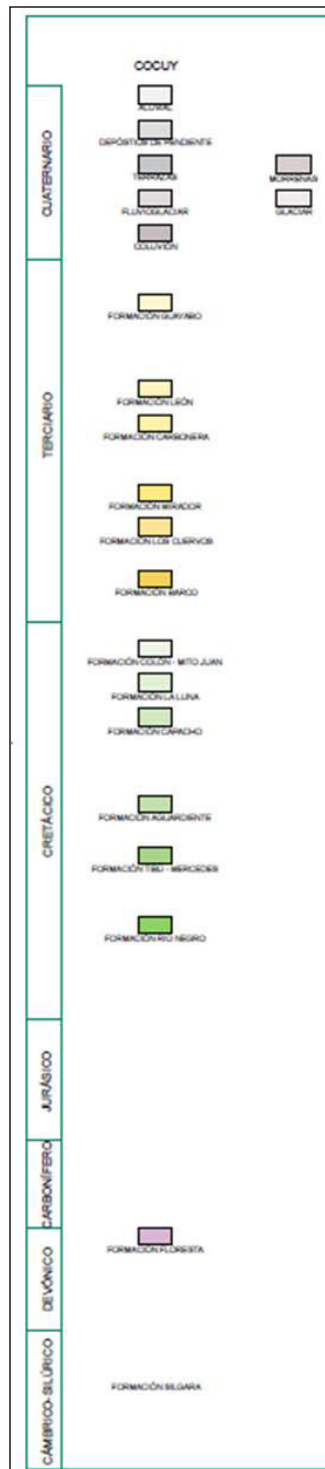 COCUY
CUATERNARIO
ALUVIAL
DEPÓSITOS DE PENDIENTE
TERRAZAS
MORRENAS
FLUVIOGLACIAR
GLACIAR
COLUVIÓN
TERCIARIO
FORMACIÓN GUAYABO
FORMACIÓN LEÓN
FORMACIÓN CARBONERA
FORMACIÓN MIRADOR
FORMACIÓN LOS CUERVOS
FORMACIÓN BARCO
CRETÁCICO
FORMACIÓN COLÓN - MITO JUAN
FORMACIÓN LA LUNA
FORMACIÓN CAPACHO
FORMACIÓN AGUARDIENTE
FORMACIÓN TIBÚ - MERCEDES
FORMACIÓN RIO NEGRO
JURÁSICO
CARBONÍFERO
DEVÓNICO
FORMACIÓN FLORESTA
CÁMBRICO-SILÚRICO
FORMACIÓN SILGARA